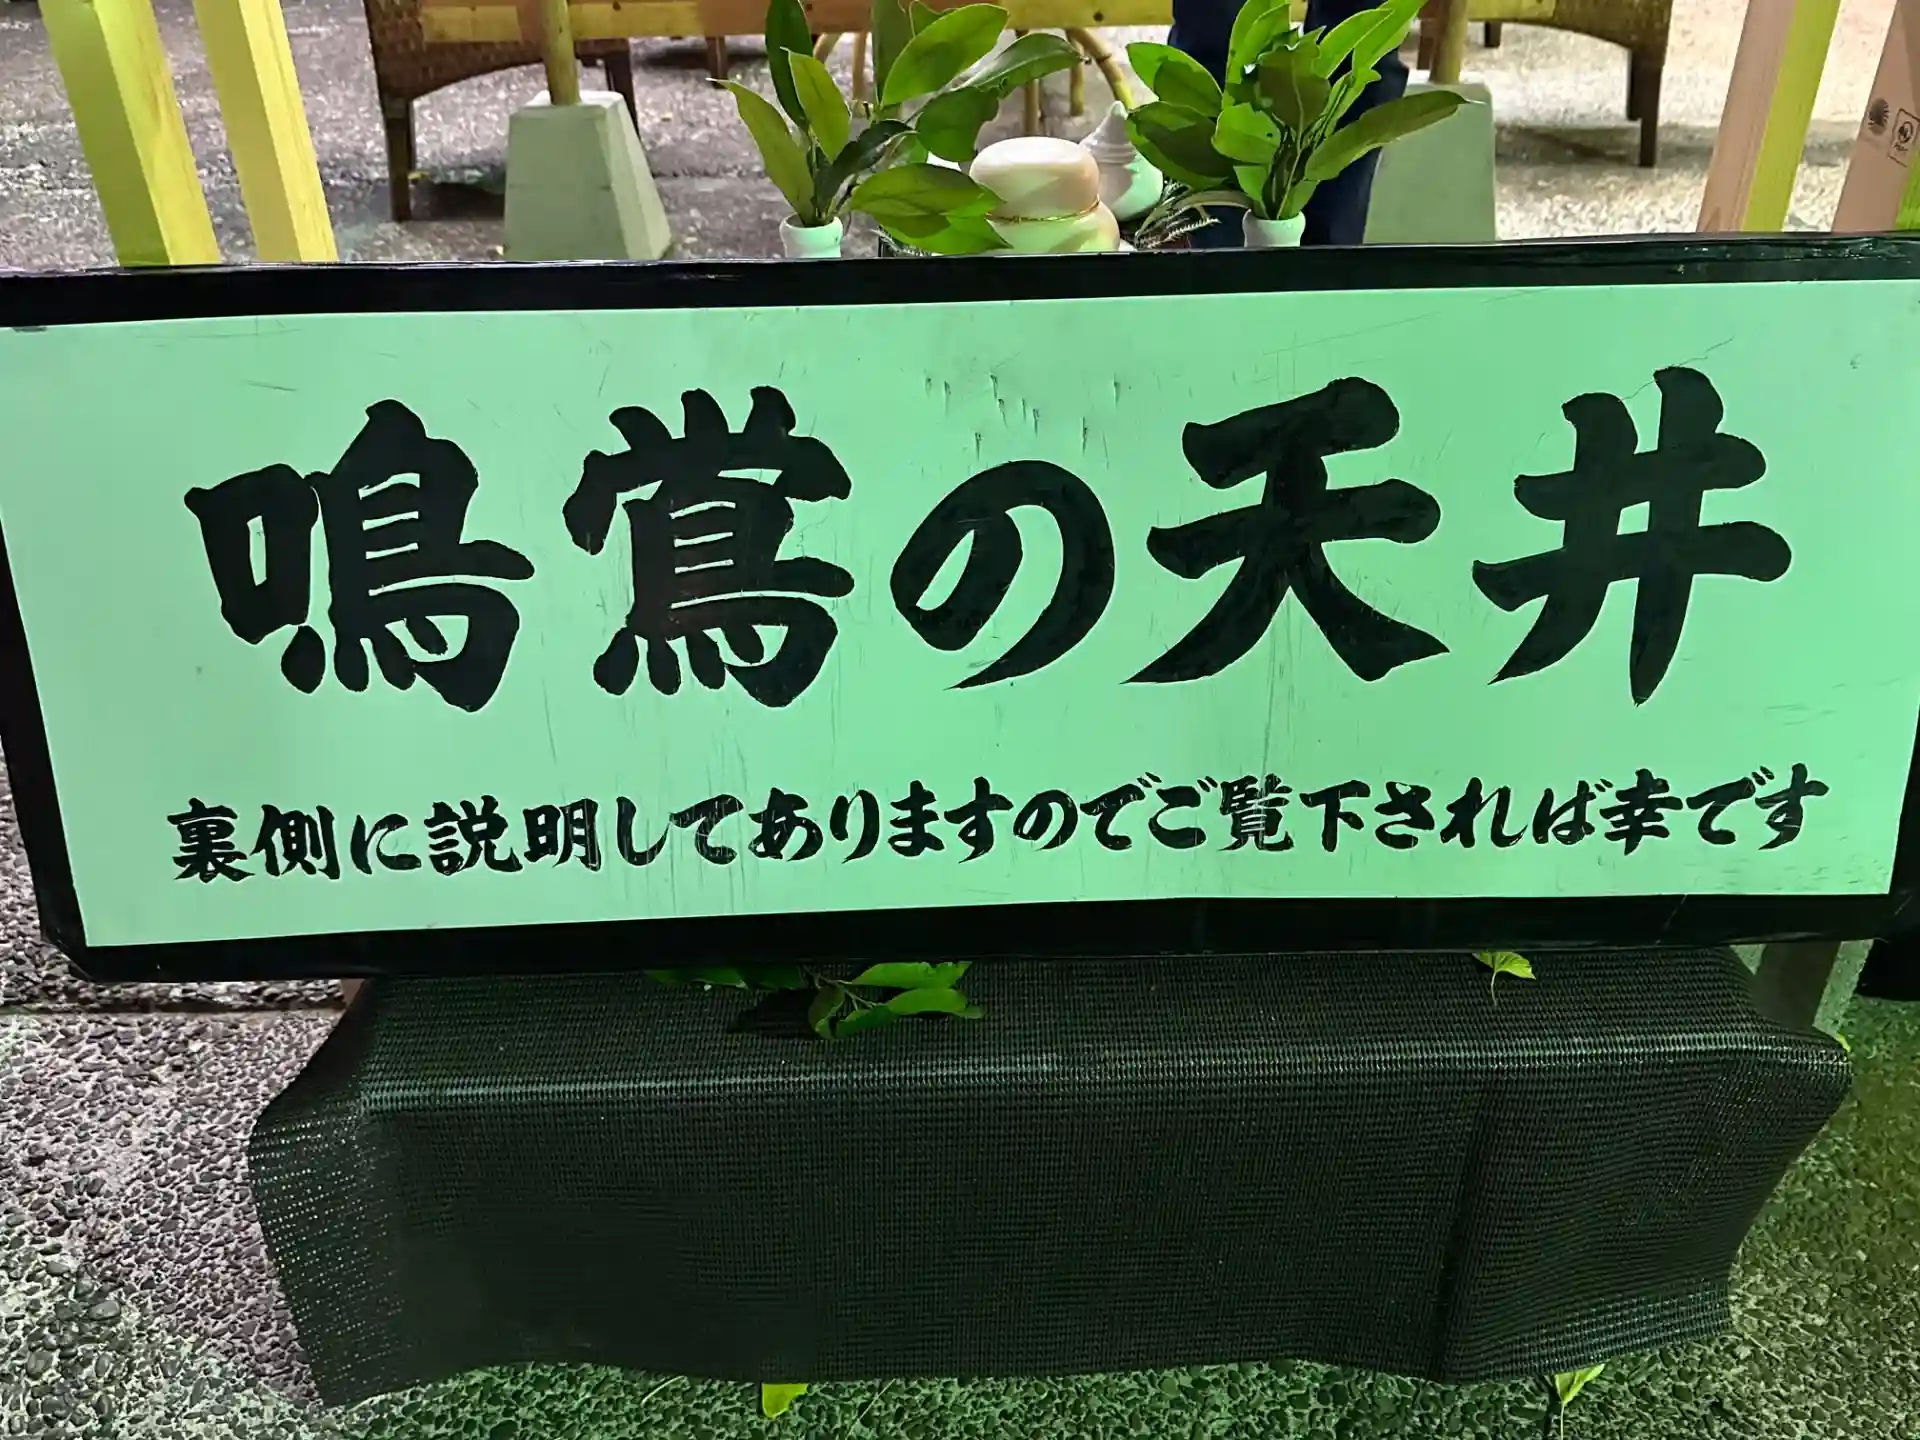 鳴鴬の天井
裏側に説明してありますのでご覧下されば幸です